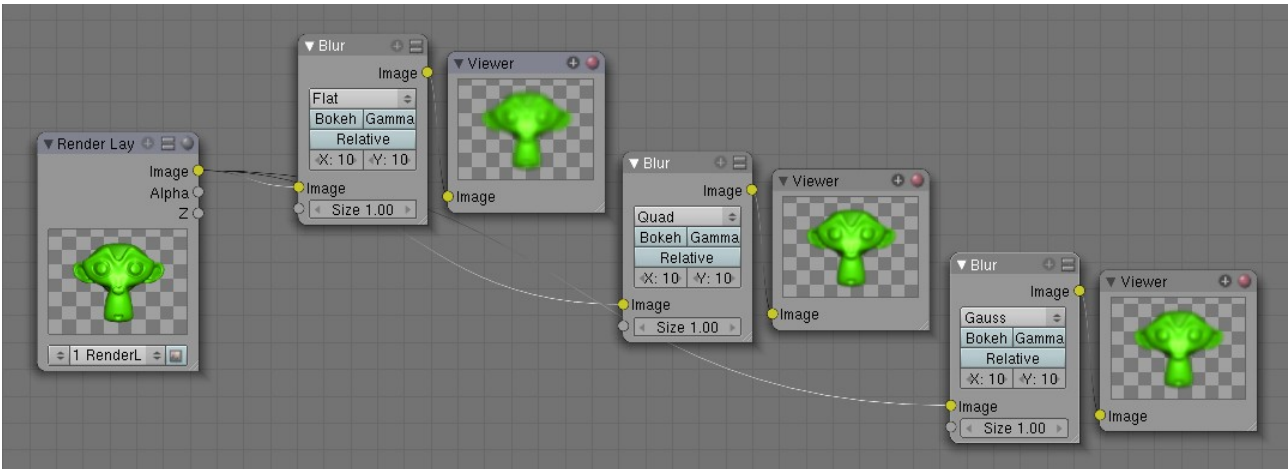 Render Lay
Image
Alpha
Z
1 RenderL
Blur
Image
Flat
Bokeh Gamma
Relative
X: 10 Y: 10
Image
Size 1.00
Viewer
Image
Blur
Image
Quad
Bokeh Gamma
Relative
X: 10 Y: 10
Image
Size 1.00
Viewer
Image
Blur
Image
Gauss
Bokeh Gamma
Relative
X: 10 Y: 10
Image
Size 1.00
Viewer
Image